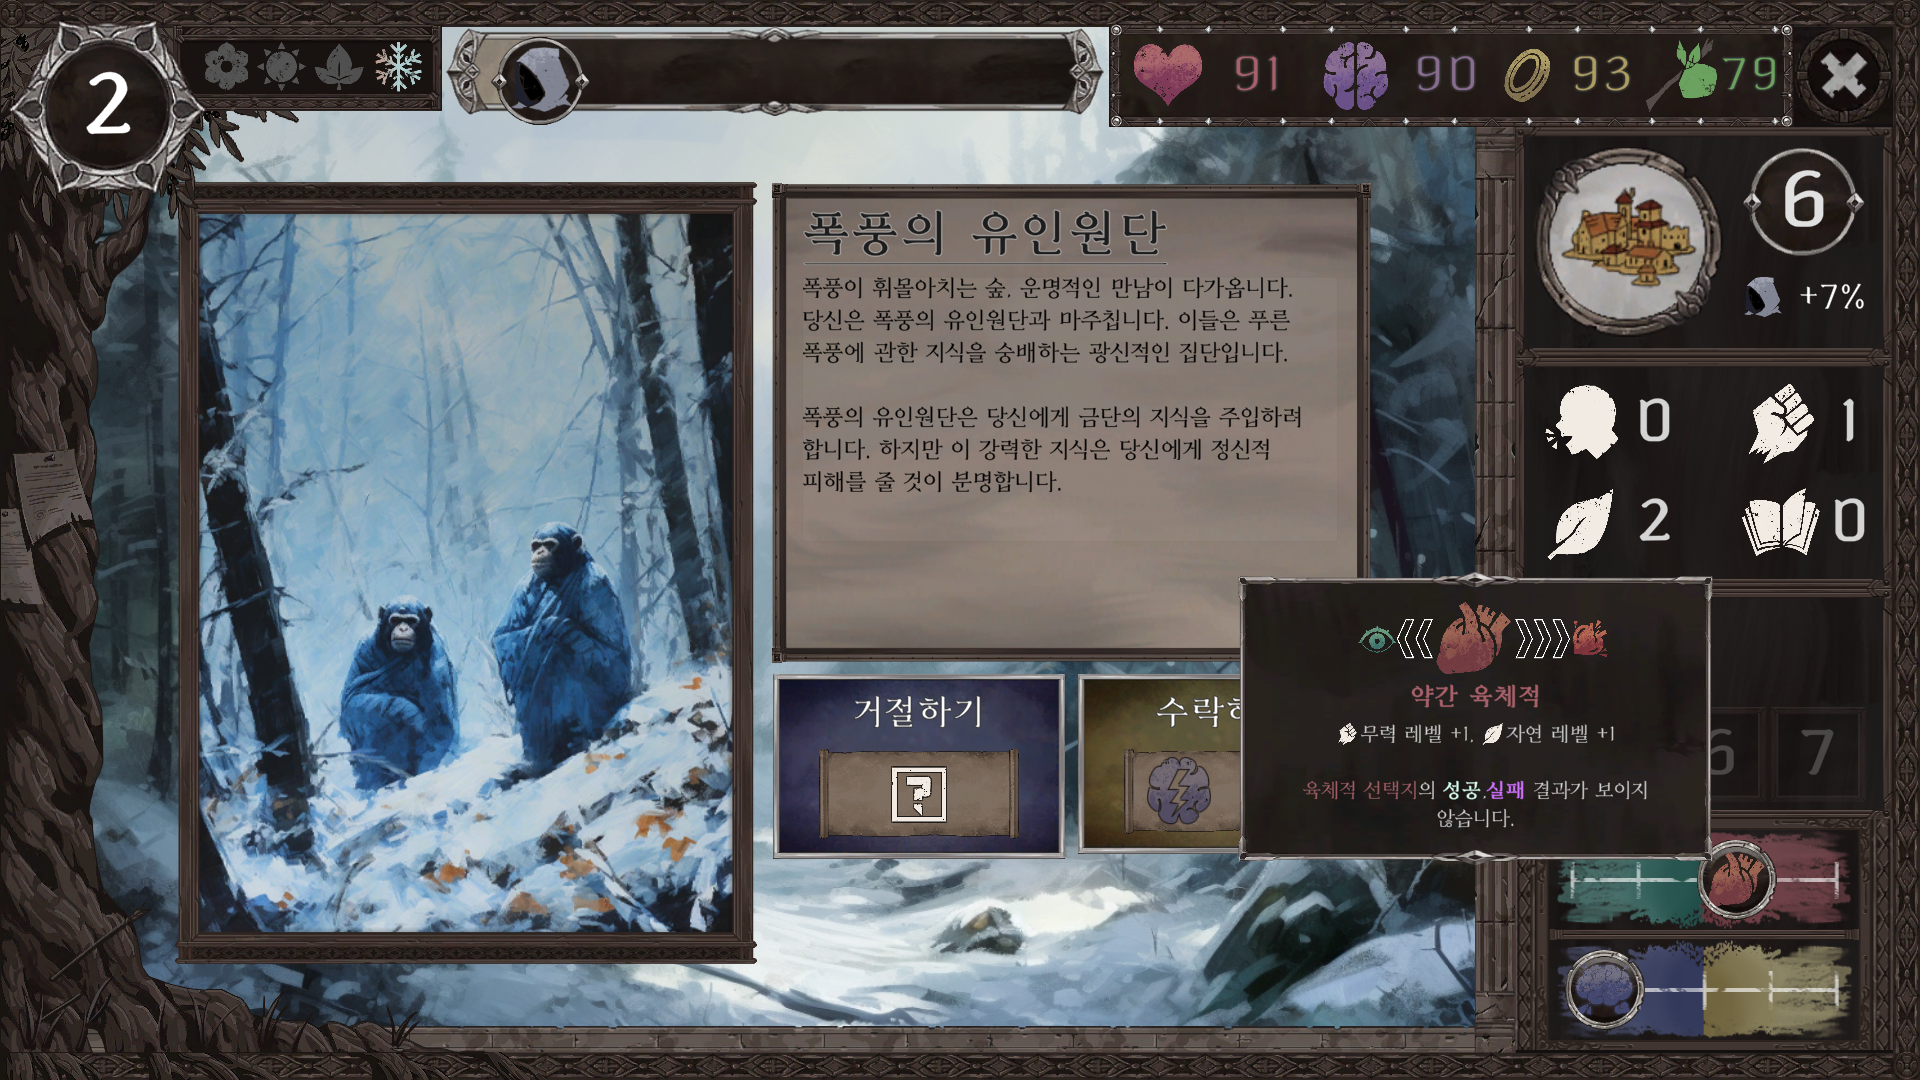 2
91
90
93
79
6
+7%
폭풍의 유인원단
폭풍이 휘몰아치는 숲. 운명적인 만남이 다가옵니다.
당신은 폭풍의 유인원단과 마주칩니다. 이들은 푸른
폭풍에 관한 지식을 숭배하는 광신적인 집단입니다.
폭풍의 유인원단은 당신에게 금단의 지식을 주입하려
합니다. 하지만 이 강력한 지식은 당신에게 정신적
피해를 줄 것이 분명합니다.
0
1
2
0
거절하기
?
수락
약간 육체적
무력 레벨 +1, 자연 레벨 +1
육체적 선택지의 성공,실패 결과가 보이지
않습니다.
6
7